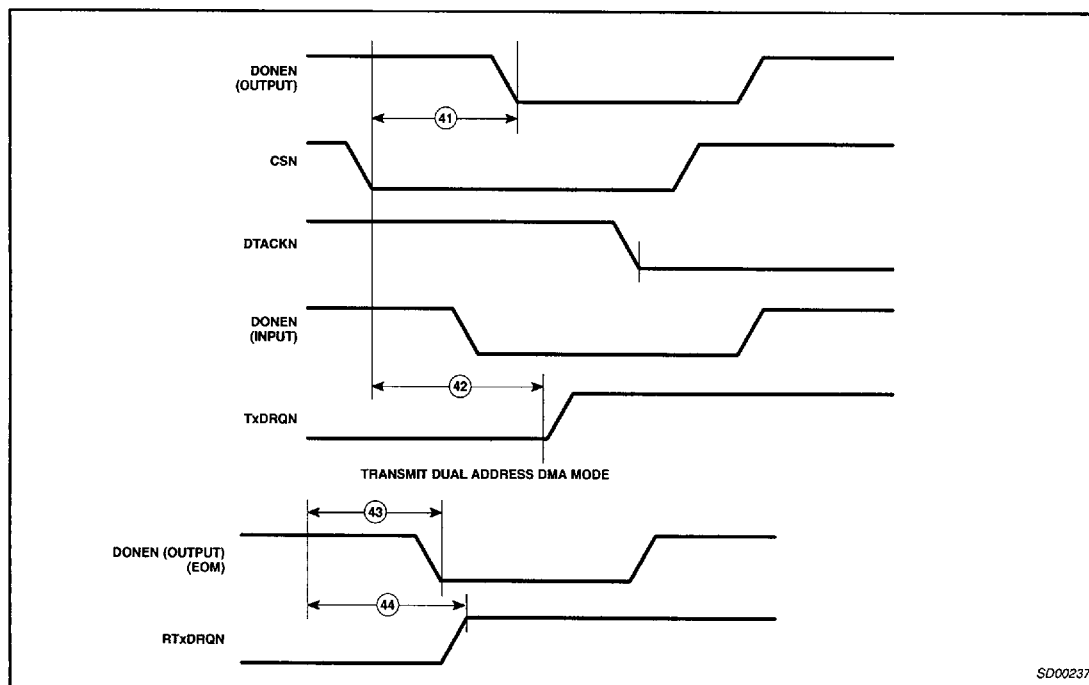 DONEN
(OUTPUT)
41
CSN
DTACKN
DONEN
(INPUT)
42
TxDRQN
TRANSMIT DUAL ADDRESS DMA MODE
43
DONEN (OUTPUT)
(EOM)
44
RTxDRQN
SD00237